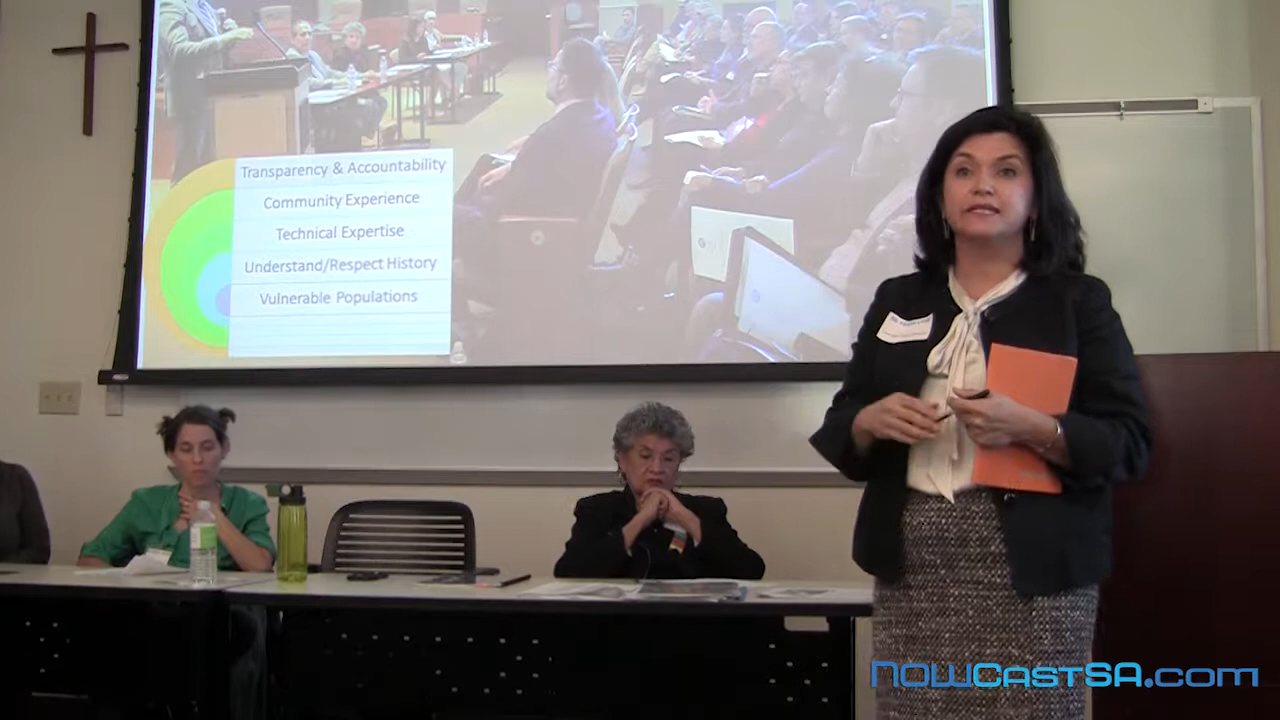 Transparency & Accountability
Community Experience
Technical Expertise
Understand/Respect History
Vulnerable Populations
NOWCastSA.com